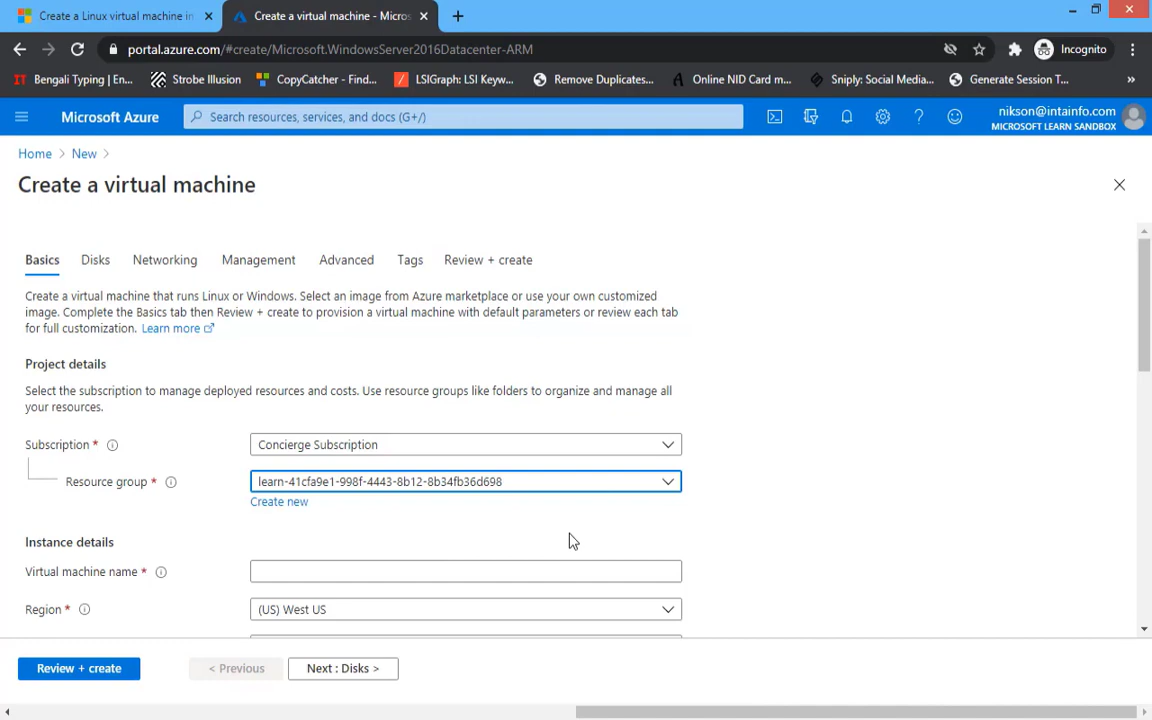 Create a Linux virtual machine in
Create a virtual machine - Micros
portal.azure.com/#create/Microsoft.WindowsServer2016Datacenter-ARM
Incognito
Bengali Typing | En...
Strobe Illusion
CopyCatcher - Find...
LSIGraph: LSI Keyw...
Remove Duplicates...
Online NID Card m...
Sniply: Social Media...
Generate Session T...
Microsoft Azure
Search resources, services, and docs (G+/)
nikson@intainfo.com
MICROSOFT LEARN SANDBOX
Home > New >
Create a virtual machine
Basics Disks Networking Management Advanced Tags Review + create
Create a virtual machine that runs Linux or Windows. Select an image from Azure marketplace or use your own customized
image. Complete the Basics tab then Review + create to provision a virtual machine with default parameters or review each tab
for full customization. Learn more
Project details
Select the subscription to manage deployed resources and costs. Use resource groups like folders to organize and manage all
your resources.
Subscription *
Concierge Subscription
Resource group *
learn-41cfa9e1-998f-4443-8b12-8b34fb36d698
Create new
Instance details
Virtual machine name *
Region *
(US) West US
Review + create
< Previous
Next : Disks >